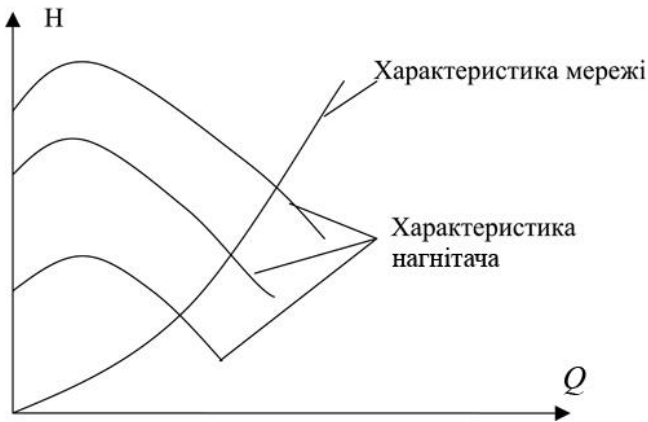 H
Характеристика мережі
Характеристика
нагнітача
Q